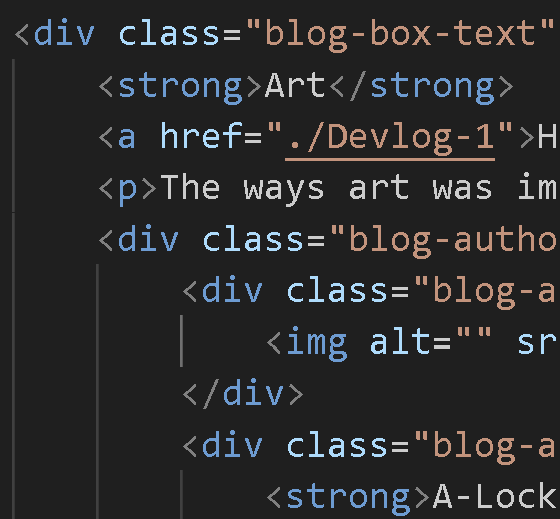 <div class="blog-box-text"
<strong>Art</strong>
<a href="./Devlog-1">H
<p>The ways art was im
<div class="blog-autho
<div class="blog-a
<img alt="" sr
</div>
<div class="blog-a
<strong>A-Lock